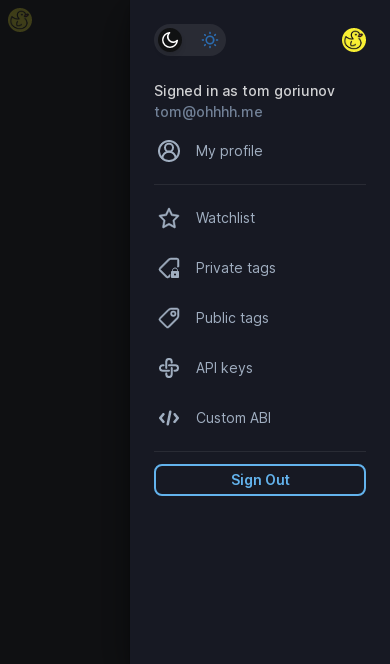 Signed in as tom goriunov
tom@ohhhh.me
My profile
Watchlist
Private tags
Public tags
API keys
Custom ABI
Sign Out